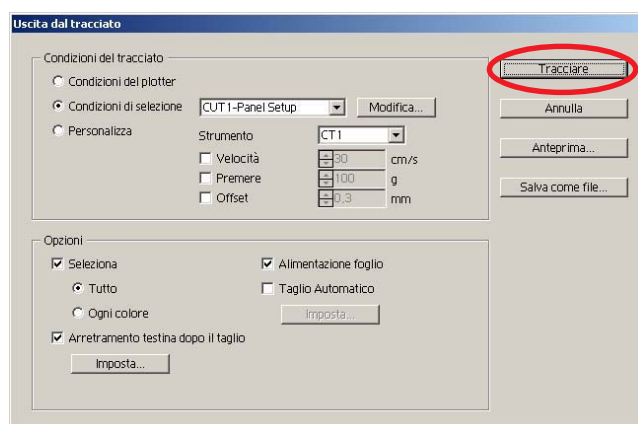 Uscita dal tracciato
Condizioni del tracciato
Condizioni del plotter
Condizioni di selezione CUT1-Panel Setup Modifica...
Personalizza Strumento CT1
Velocità 30 cm/s
Premere 100 g
Offset 0,3 mm
Tracciare
Annulla
Anteprima...
Salva come file...
Opzioni
Seleziona Alimentazione foglio
Tutto Taglio Automatico
Ogni colore Imposta...
Arretramento testina dopo il taglio
Imposta...